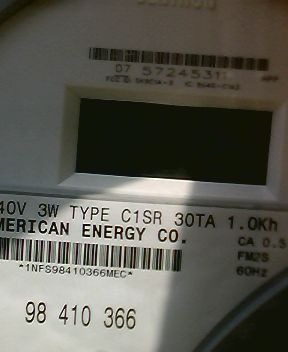 07 57245311
40V 3W TYPE C1SR 30TA 1.0Kh
MERICAN ENERGY CO. CA 0.5
FM2S
*1NFS98410366MEC* 60Hz
98 410 366